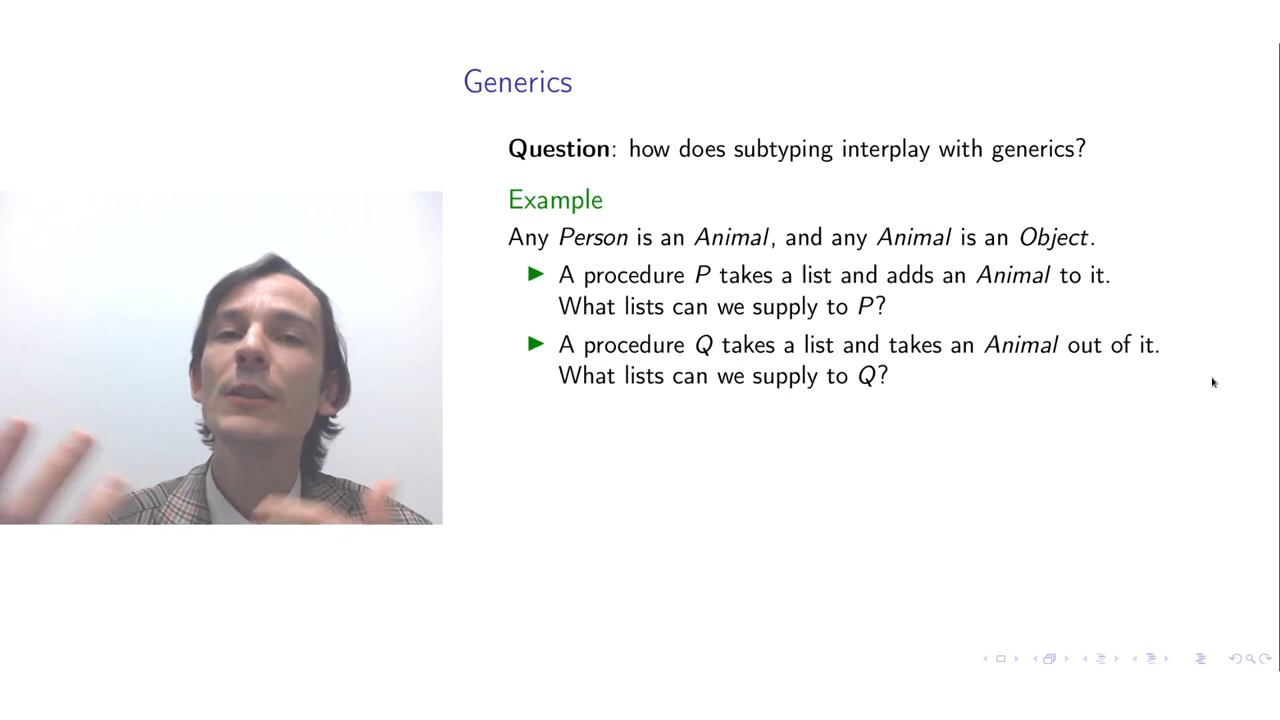 Generics
Question: how does subtyping interplay with generics?
Example
Any Person is an Animal, and any Animal is an Object.
A procedure P takes a list and adds an Animal to it.
What lists can we supply to P?
A procedure Q takes a list and takes an Animal out of it.
What lists can we supply to Q?